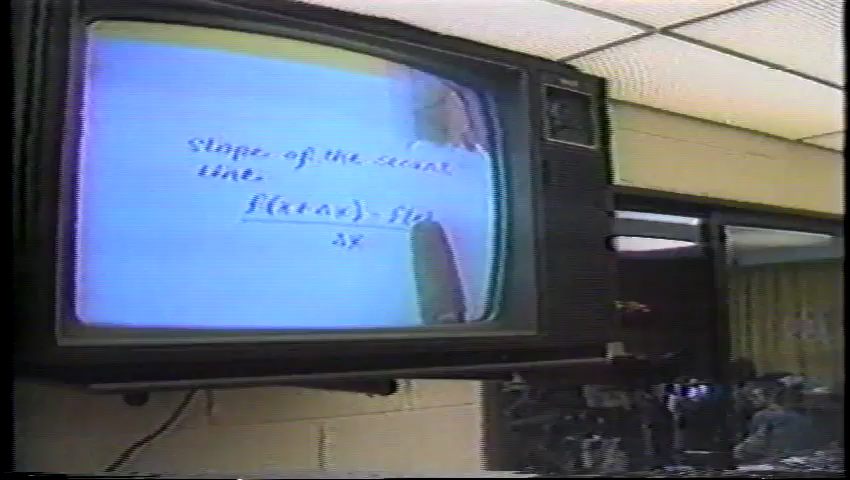 Slope of the secant
line
f(x+Δx) - f(x)
Δx